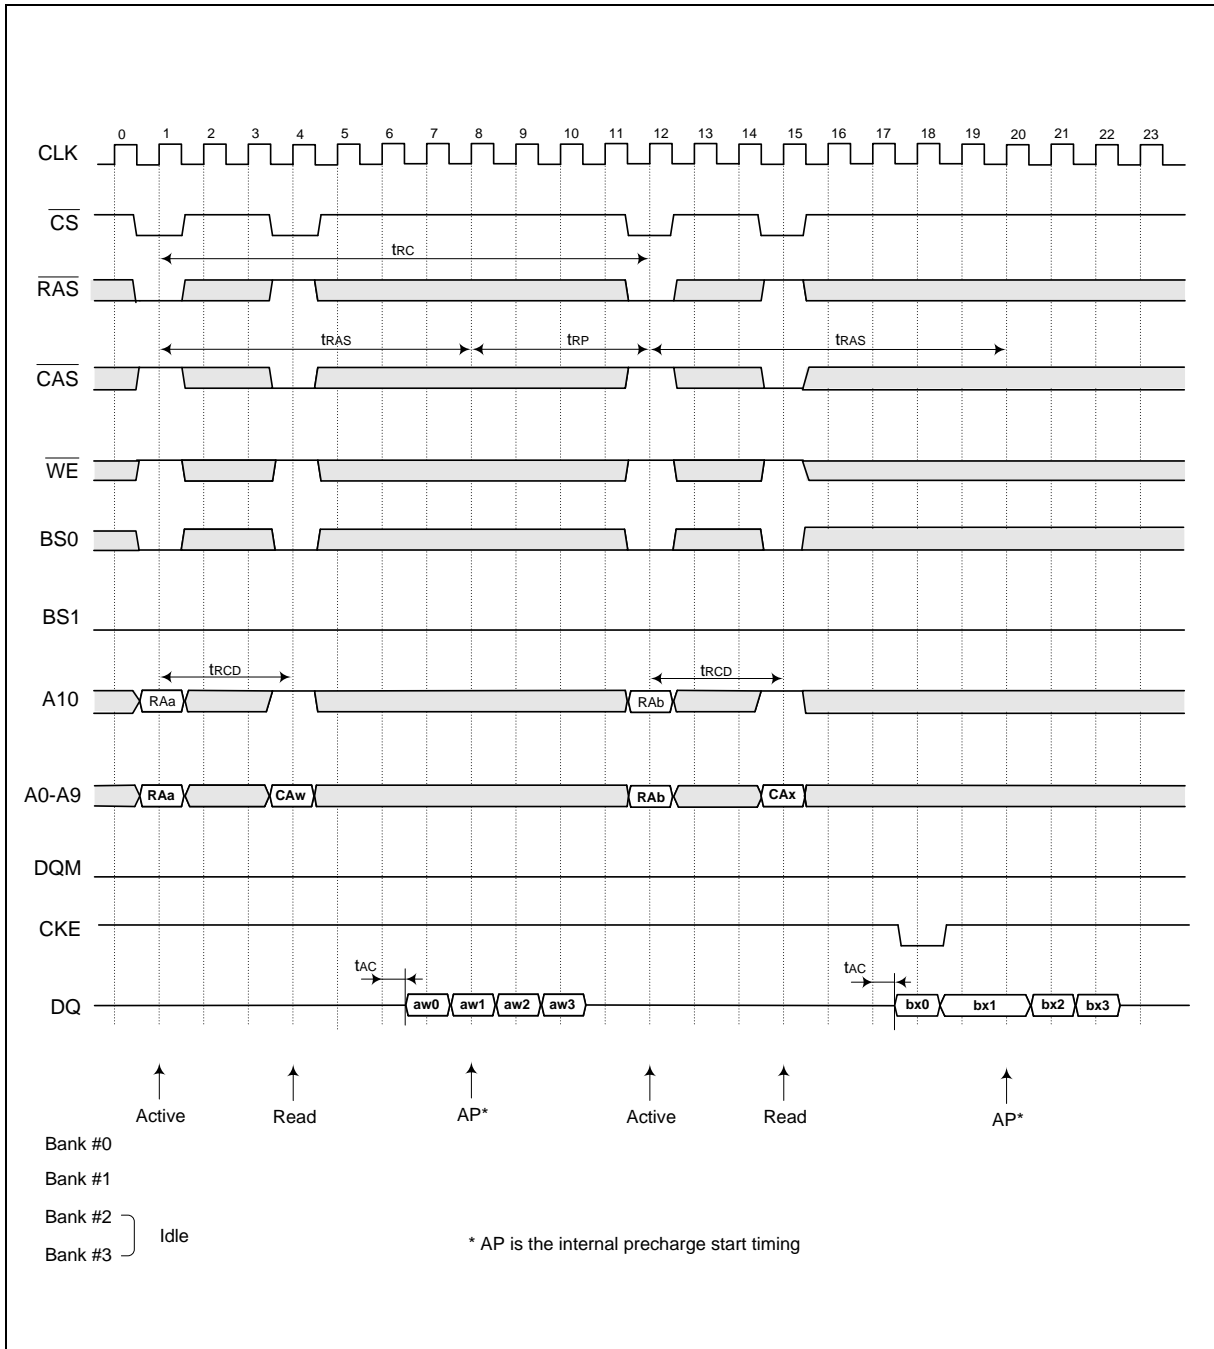 0 1 2 3 4 5 6 7 8 9 10 11 12 13 14 15 16 17 18 19 20 21 22 23
CLK
CS
tRC
RAS
tRAS tRP tRAS
CAS
WE
BS0
BS1
tRCD tRCD
A10 RAa RAb
A0-A9 RAa CAw RAb CAx
DQM
CKE
tAC tAC
DQ aw0 aw1 aw2 aw3 bx0 bx1 bx2 bx3
Active Read AP* Active Read AP*
Bank #0
Bank #1
Bank #2
Idle
Bank #3
* AP is the internal precharge start timing